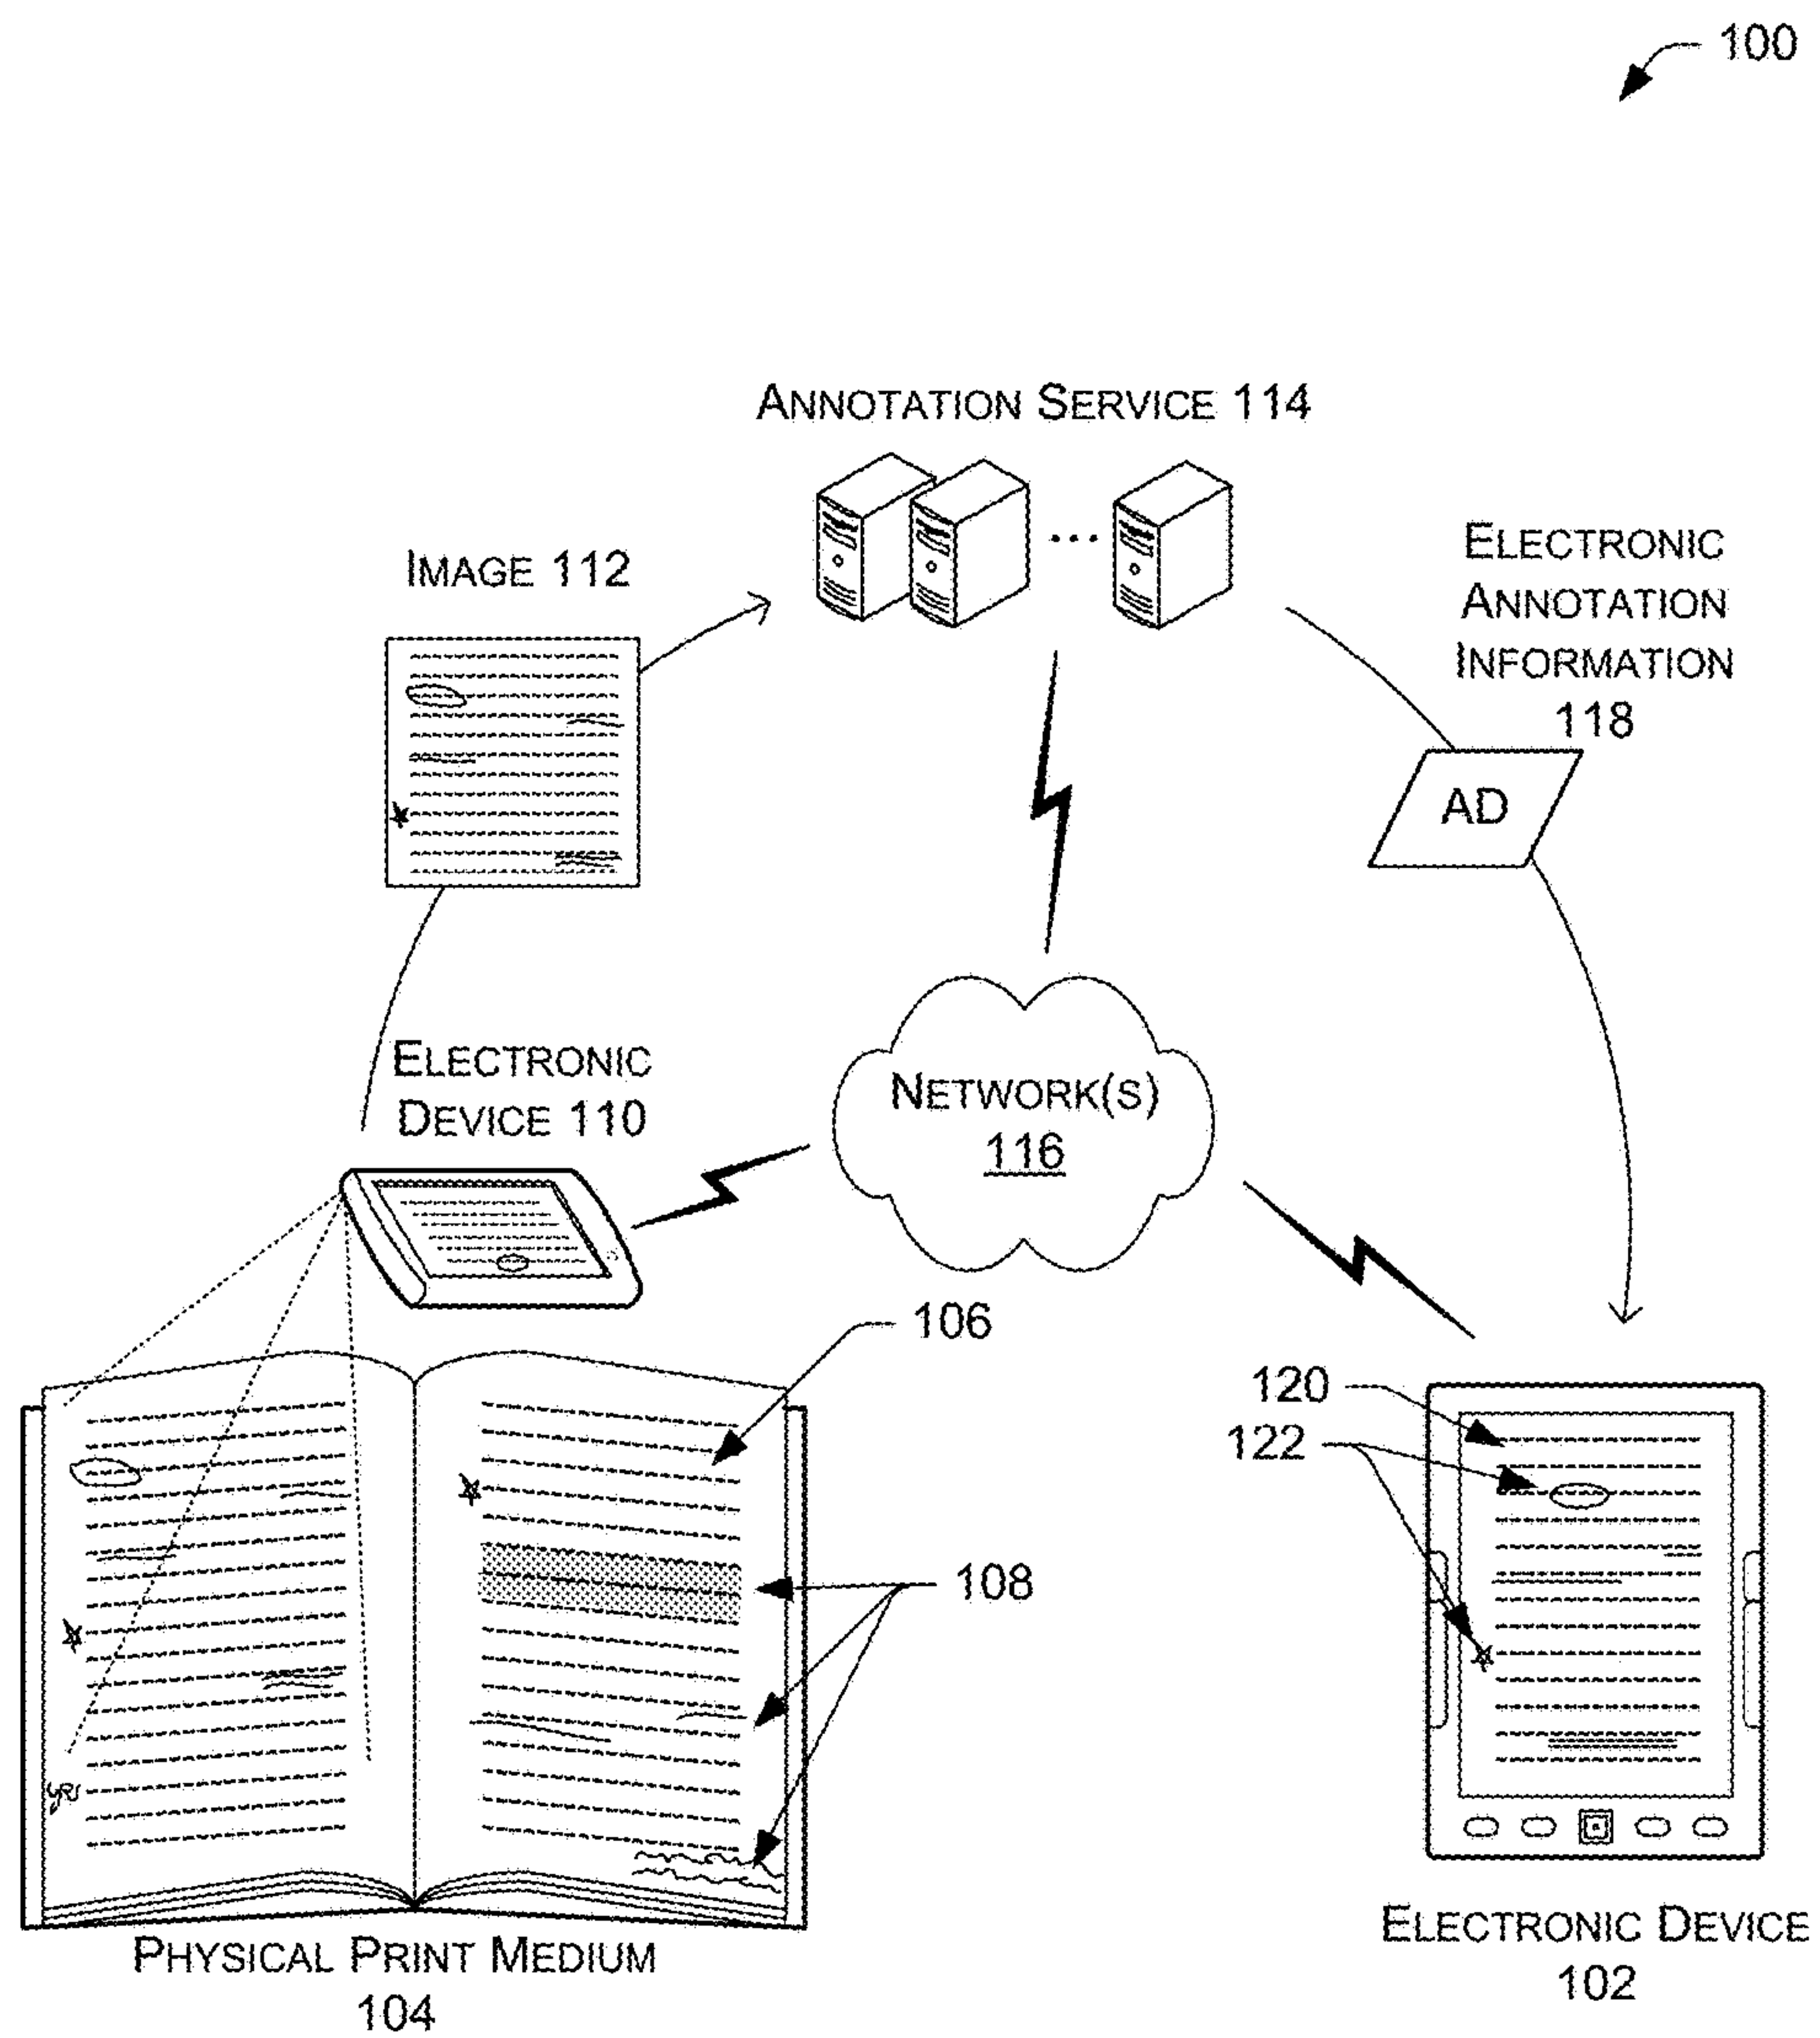 100
ANNOTATION SERVICE 114
IMAGE 112
ELECTRONIC
ANNOTATION
INFORMATION
118
AD
ELECTRONIC
DEVICE 110
NETWORK(S)
116
106
120
122
108
PHYSICAL PRINT MEDIUM
104
ELECTRONIC DEVICE
102